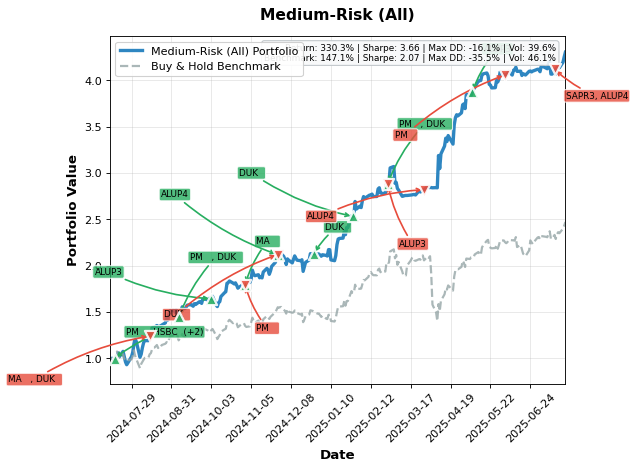 Medium-Risk (All)
Medium-Risk (All) Portfolio
Buy & Hold Benchmark
urn: 330.3% | Sharpe: 3.66 | Max DD: -16.1% | Vol: 39.6%
hmark: 147.1% | Sharpe: 2.07 | Max DD: -35.5% | Vol: 46.1%
Portfolio Value
4.0
3.5
3.0
2.5
2.0
1.5
1.0
SAPR3, ALUP4
PM , DUK
PM
DUK
ALUP4
ALUP4
DUK
MA
ALUP3
PM , DUK
ALUP3
DUK
PM
PM
HSBC (+2)
MA , DUK
2024-07-29
2024-08-31
2024-10-03
2024-11-05
2024-12-08
2025-01-10
2025-02-12
2025-03-17
2025-04-19
2025-05-22
2025-06-24
Date